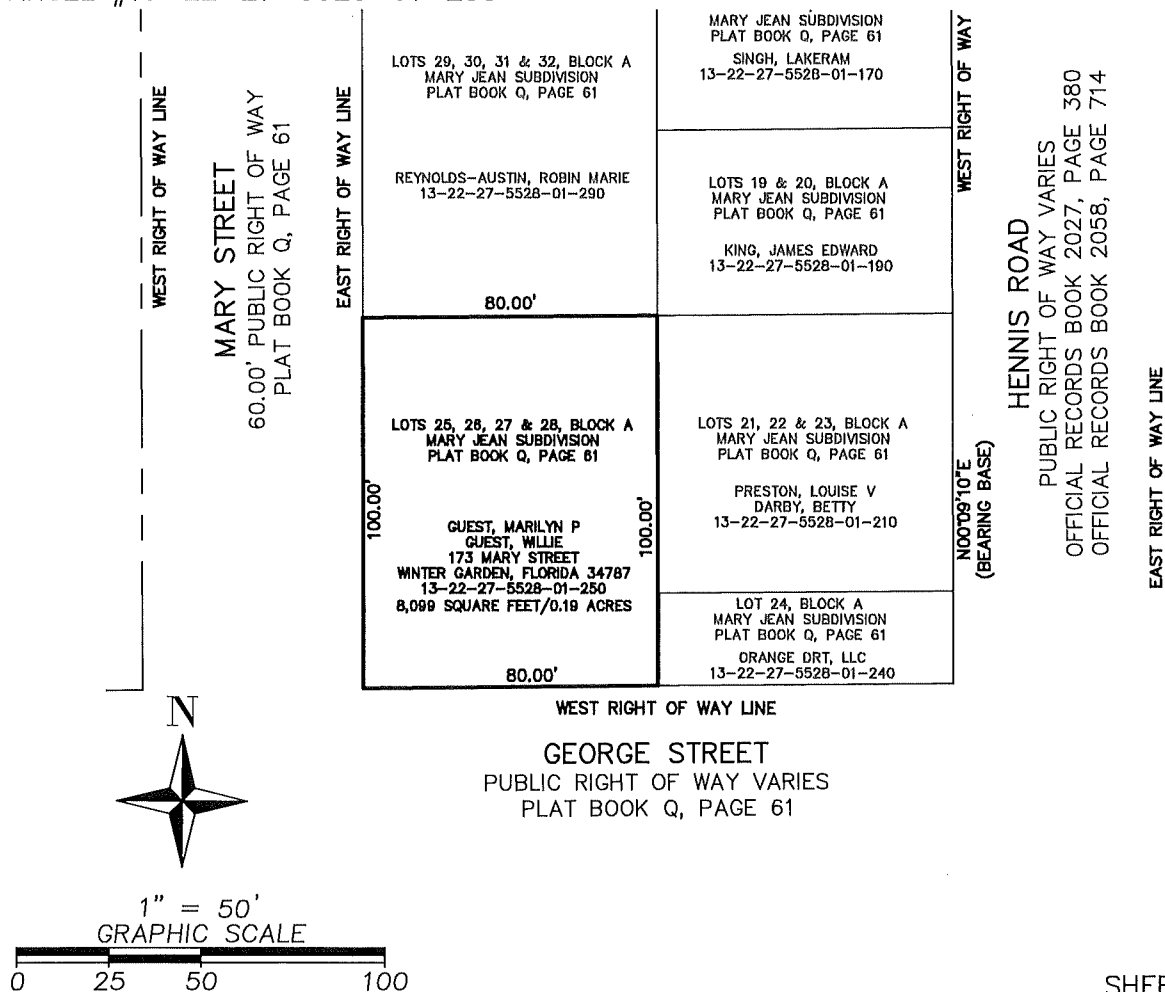 MARY JEAN SUBDIVISION
PLAT BOOK Q, PAGE 61
SINGH, LAKERAM
13-22-27-5528-01-170
LOTS 29, 30, 31 & 32, BLOCK A
MARY JEAN SUBDIVISION
PLAT BOOK Q, PAGE 61
REYNOLDS-AUSTIN, ROBIN MARIE
13-22-27-5528-01-290
WEST RIGHT OF WAY LINE
MARY STREET
60.00' PUBLIC RIGHT OF WAY
PLAT BOOK Q, PAGE 61
EAST RIGHT OF WAY LINE
LOTS 19 & 20, BLOCK A
MARY JEAN SUBDIVISION
PLAT BOOK Q, PAGE 61
KING, JAMES EDWARD
13-22-27-5528-01-190
WEST RIGHT OF WAY
HENNIS ROAD
PUBLIC RIGHT OF WAY VARIES
OFFICIAL RECORDS BOOK 2027, PAGE 380
OFFICIAL RECORDS BOOK 2058, PAGE 714
EAST RIGHT OF WAY LINE
80.00'
LOTS 25, 26, 27 & 28, BLOCK A
MARY JEAN SUBDIVISION
PLAT BOOK Q, PAGE 61
100.00'
GUEST, MARILYN P
GUEST, WILLIE
173 MARY STREET
WINTER GARDEN, FLORIDA 34787
13-22-27-5528-01-250
8,099 SQUARE FEET/0.19 ACRES
100.00'
80.00'
LOTS 21, 22 & 23, BLOCK A
MARY JEAN SUBDIVISION
PLAT BOOK Q, PAGE 61
PRESTON, LOUISE V
DARBY, BETTY
13-22-27-5528-01-210
N00°09'10"E
(BEARING BASE)
LOT 24, BLOCK A
MARY JEAN SUBDIVISION
PLAT BOOK Q, PAGE 61
ORANGE DRT, LLC
13-22-27-5528-01-240
WEST RIGHT OF WAY LINE
GEORGE STREET
PUBLIC RIGHT OF WAY VARIES
PLAT BOOK Q, PAGE 61
N
1" = 50'
GRAPHIC SCALE
0 25 50 100